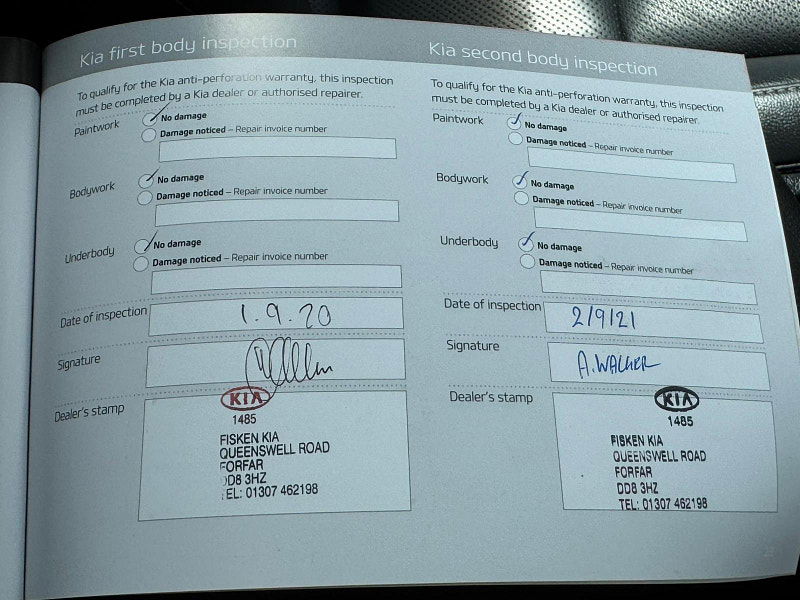 Kia first body inspection
To qualify for the Kia anti-perforation warranty, this inspection
must be completed by a Kia dealer or authorised repairer.
Paintwork
No damage
Damage noticed – Repair invoice number
Bodywork
No damage
Damage noticed – Repair invoice number
Underbody
No damage
Damage noticed – Repair invoice number
Date of inspection
1.9.20
Signature
Dealer's stamp
KIA
1485
FISKEN KIA
QUEENSWELL ROAD
FORFAR
DD8 3HZ
TEL: 01307 462198
Kia second body inspection
To qualify for the Kia anti-perforation warranty, this inspection
must be completed by a Kia dealer or authorised repairer.
Paintwork
No damage
Damage noticed – Repair invoice number
Bodywork
No damage
Damage noticed – Repair invoice number
Underbody
No damage
Damage noticed – Repair invoice number
Date of inspection
2/9/21
Signature
A.WALKER
Dealer's stamp
KIA
1485
FISKEN KIA
QUEENSWELL ROAD
FORFAR
DD8 3HZ
TEL: 01307 462198